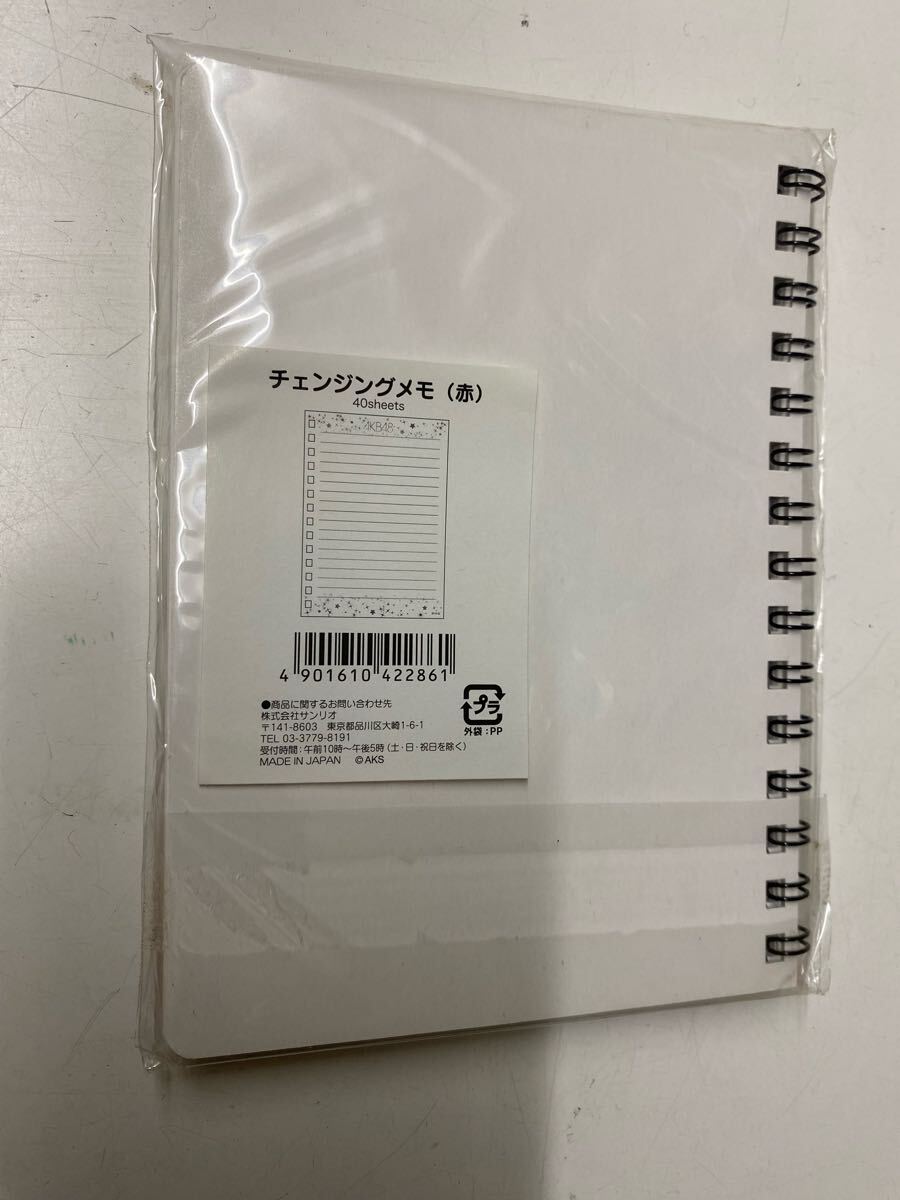 チェンジングメモ（赤）
40sheets
AKB48
4 901610 422861
●商品に関するお問い合わせ先
株式会社サンリオ
〒141-8603 東京都品川区大崎1-6-1
TEL 03-3779-8191
受付時間：午前10時〜午後5時（土・日・祝日を除く）
MADE IN JAPAN ©AKS
プラ
外袋：PP